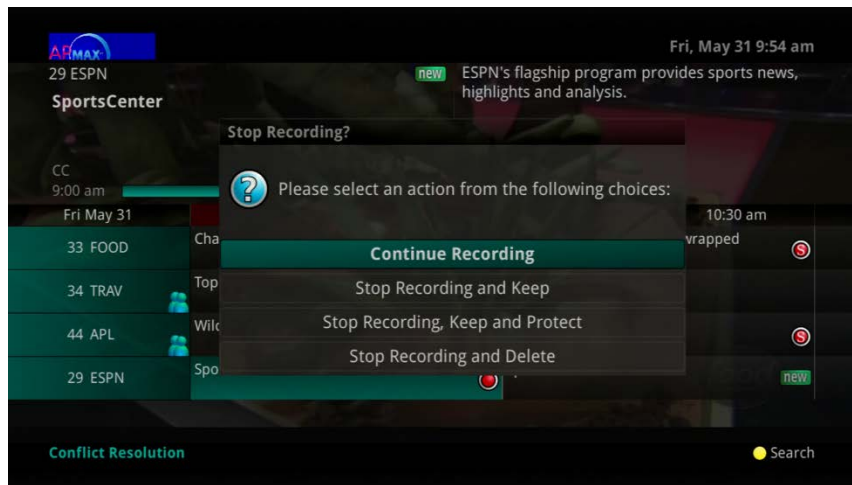 APMAX
Fri, May 31 9:54 am
29 ESPN
new
ESPN's flagship program provides sports news,
highlights and analysis.
SportsCenter
Stop Recording?
CC
9:00 am
Please select an action from the following choices:
Fri May 31
10:30 am
33 FOOD
Cha
wrapped
S
Continue Recording
34 TRAV
Top
Stop Recording and Keep
44 APL
Wild
Stop Recording, Keep and Protect
S
Stop Recording and Delete
29 ESPN
Spo
new
Conflict Resolution
Search